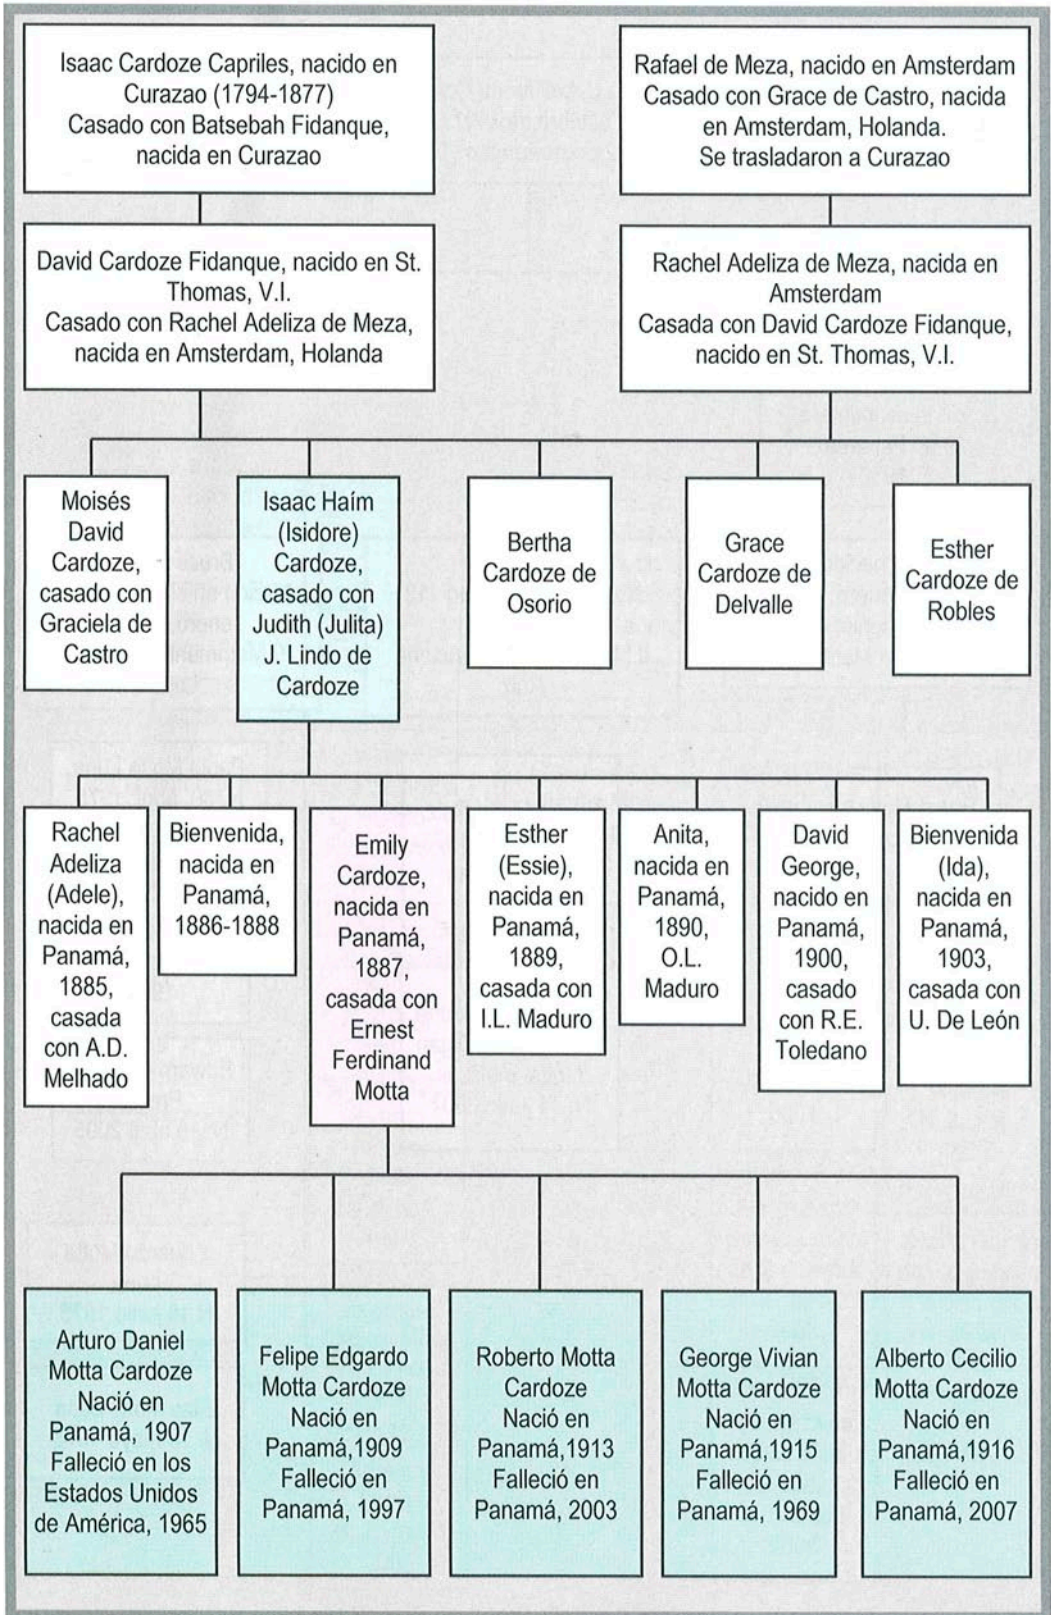 Isaac Cardoze Capriles, nacido en
Curazao (1794-1877)
Casado con Batsebah Fidanque,
nacida en Curazao
Rafael de Meza, nacido en Amsterdam
Casado con Grace de Castro, nacida
en Amsterdam, Holanda.
Se trasladaron a Curazao
David Cardoze Fidanque, nacido en St.
Thomas, V.I.
Casado con Rachel Adeliza de Meza,
nacida en Amsterdam, Holanda
Rachel Adeliza de Meza, nacida en
Amsterdam
Casada con David Cardoze Fidanque,
nacido en St. Thomas, V.I.
Moisés
David
Cardoze,
casado con
Graciela de
Castro
Isaac Haím
(Isidore)
Cardoze,
casado con
Judith (Julita)
J. Lindo de
Cardoze
Bertha
Cardoze de
Osorio
Grace
Cardoze de
Delvalle
Esther
Cardoze de
Robles
Rachel
Adeliza
(Adele),
nacida en
Panamá,
1885,
casada
con A.D.
Melhado
Bienvenida,
nacida en
Panamá,
1886-1888
Emily
Cardoze,
nacida en
Panamá,
1887,
casada con
Ernest
Ferdinand
Motta
Esther
(Essie),
nacida en
Panamá,
1889,
casada con
I.L. Maduro
Anita,
nacida en
Panamá,
1890,
O.L.
Maduro
David
George,
nacido en
Panamá,
1900,
casado
con R.E.
Toledano
Bienvenida
(Ida),
nacida en
Panamá,
1903,
casada con
U. De León
Arturo Daniel
Motta Cardoze
Nació en
Panamá, 1907
Falleció en los
Estados Unidos
de América, 1965
Felipe Edgardo
Motta Cardoze
Nació en
Panamá,1909
Falleció en
Panamá, 1997
Roberto Motta
Cardoze
Nació en
Panamá,1913
Falleció en
Panamá, 2003
George Vivian
Motta Cardoze
Nació en
Panamá,1915
Falleció en
Panamá, 1969
Alberto Cecilio
Motta Cardoze
Nació en
Panamá,1916
Falleció en
Panamá, 2007